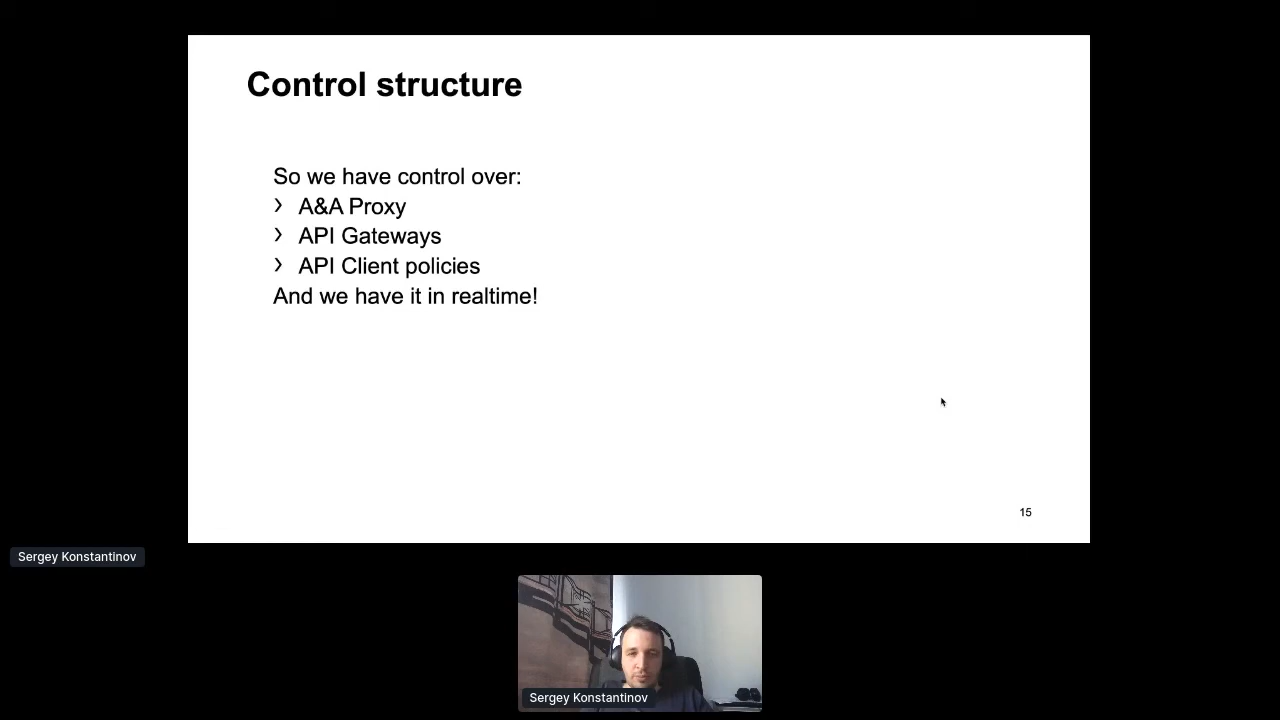 Control structure
So we have control over:
› A&A Proxy
› API Gateways
› API Client policies
And we have it in realtime!
15
Sergey Konstantinov
Sergey Konstantinov